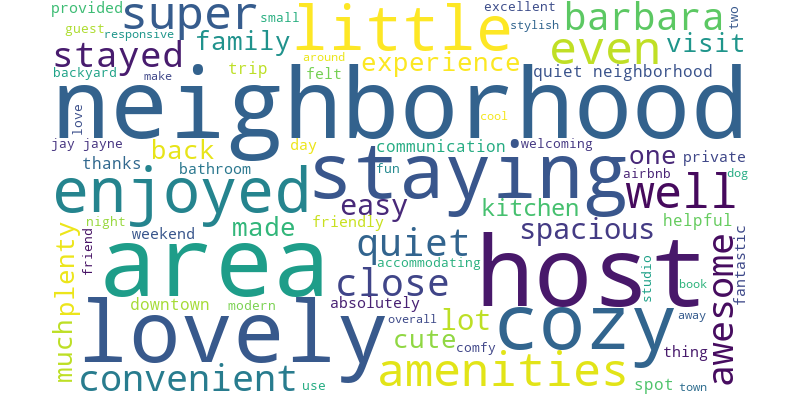 provided
super
small
little
excellent
stylish
barbara
two
guest
responsive
family
even
visit
stayed
around
experience
backyard
make
trip
felt
quiet neighborhood
love
neighborhood
cool
jay jayne
back
day
communication
welcoming
one
private
thanks
bathroom
staying
fun
airbnb
dog
enjoyed
easy
well
kitchen
night
weekend
made
friendly
spacious
helpful
friend
area
quiet
accommodating
host
studio
book
awesome
fantastic
much
plenty
close
downtown
modern
absolutely
lovely
overall
lot
cozy
away
cute
comfy
thing
convenient
use
amenities
spot
town